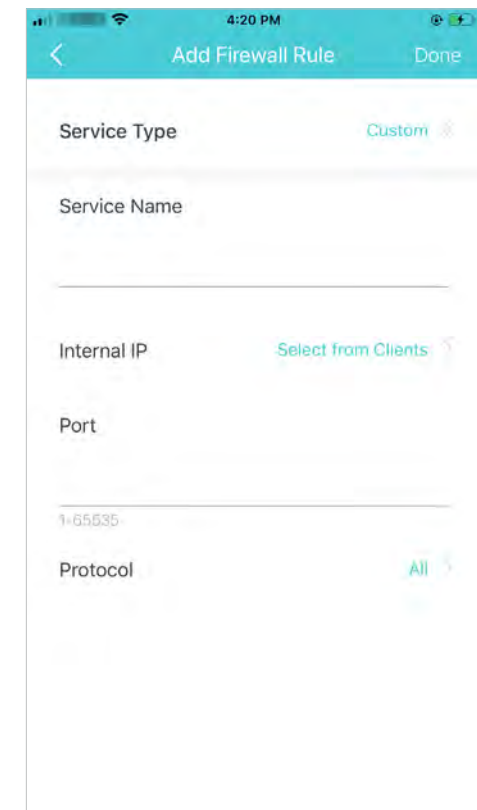 4:20 PM
Add Firewall Rule Done
Service Type Custom
Service Name
Internal IP Select from Clients
Port
1-65535
Protocol All